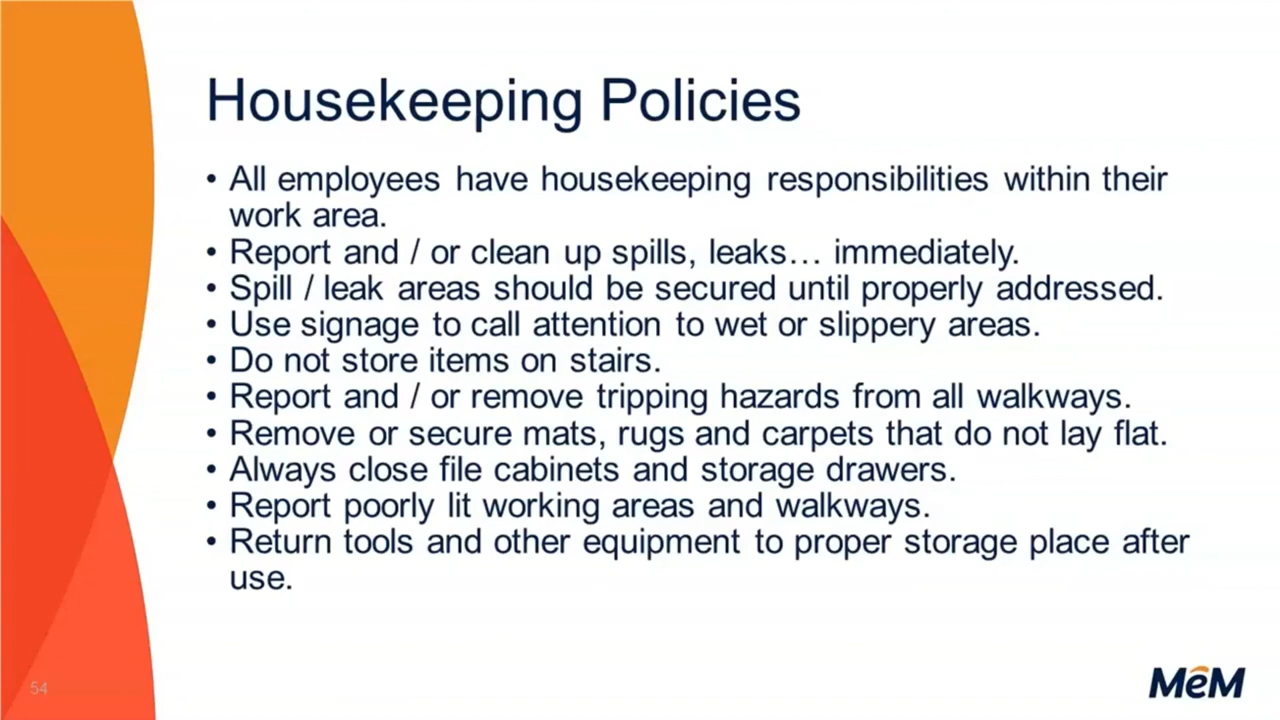 Housekeeping Policies
• All employees have housekeeping responsibilities within their
work area.
• Report and / or clean up spills, leaks… immediately.
• Spill / leak areas should be secured until properly addressed.
• Use signage to call attention to wet or slippery areas.
• Do not store items on stairs.
• Report and / or remove tripping hazards from all walkways.
• Remove or secure mats, rugs and carpets that do not lay flat.
• Always close file cabinets and storage drawers.
• Report poorly lit working areas and walkways.
• Return tools and other equipment to proper storage place after
use.
54
MeM